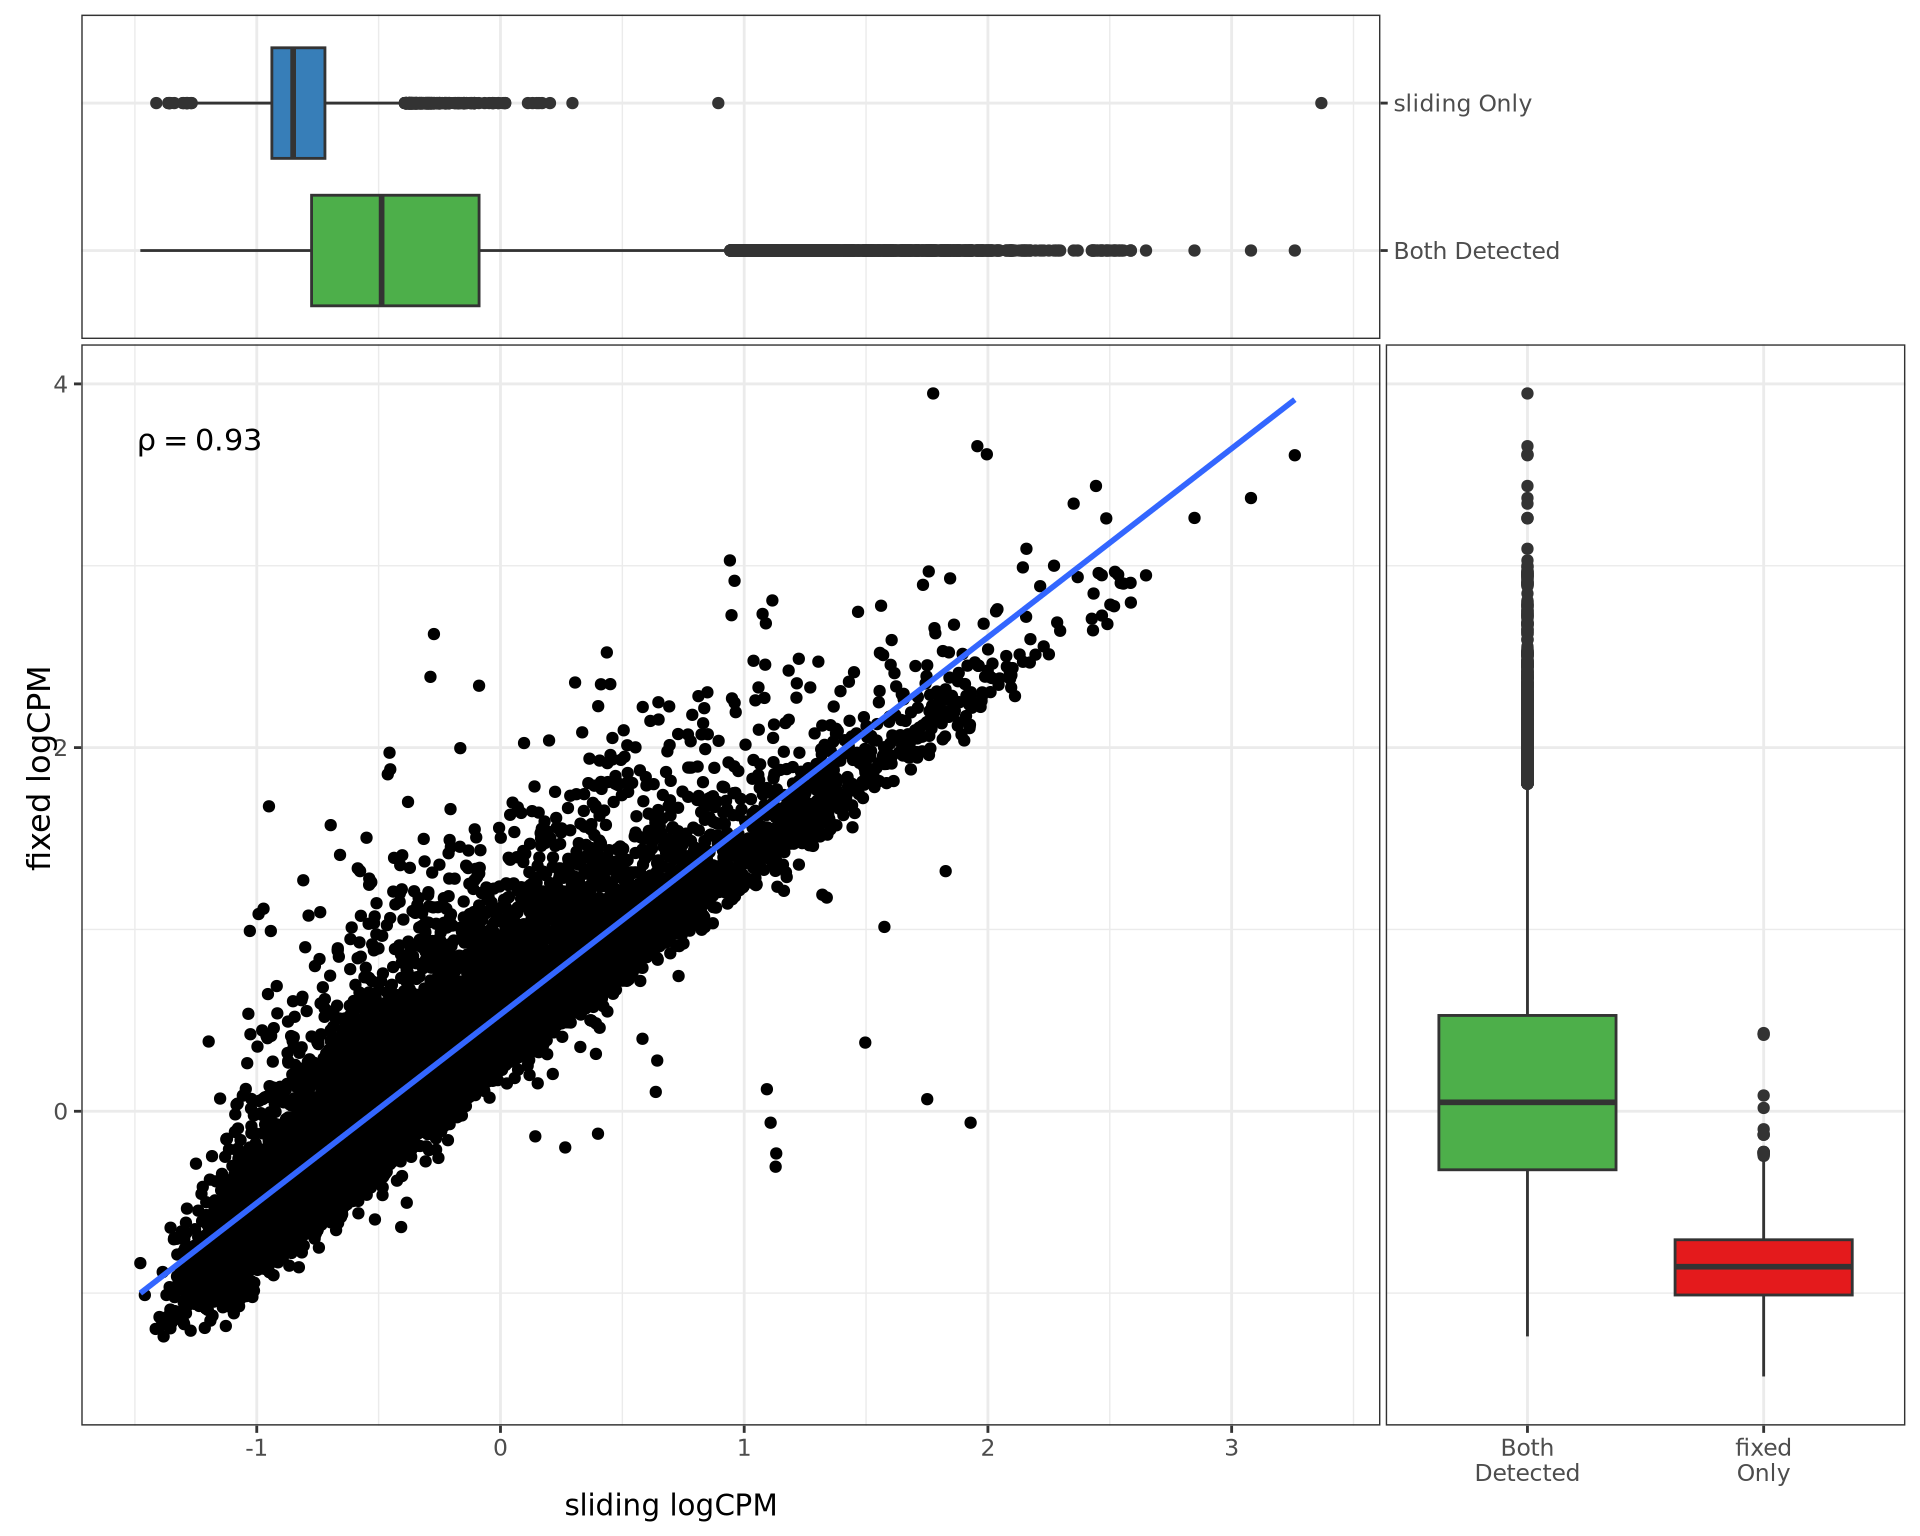 sliding Only
Both Detected
4
2
0
fixed logCPM
ρ = 0.93
-1
0
1
2
3
sliding logCPM
Both
Detected
fixed
Only